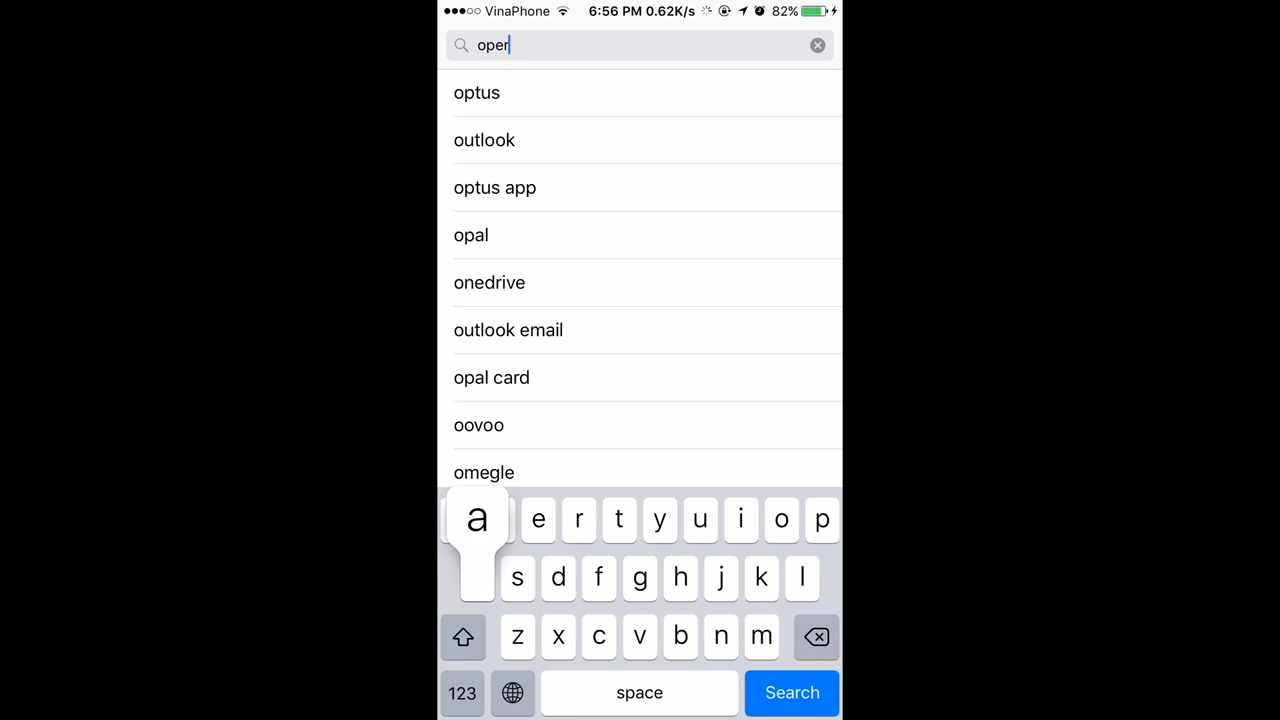 VinaPhone 6:56 PM 0.62K/s 82%
oper
optus
outlook
optus app
opal
onedrive
outlook email
opal card
oovoo
omegle
a e r t y u i o p
s d f g h j k l
z x c v b n m
123 space Search